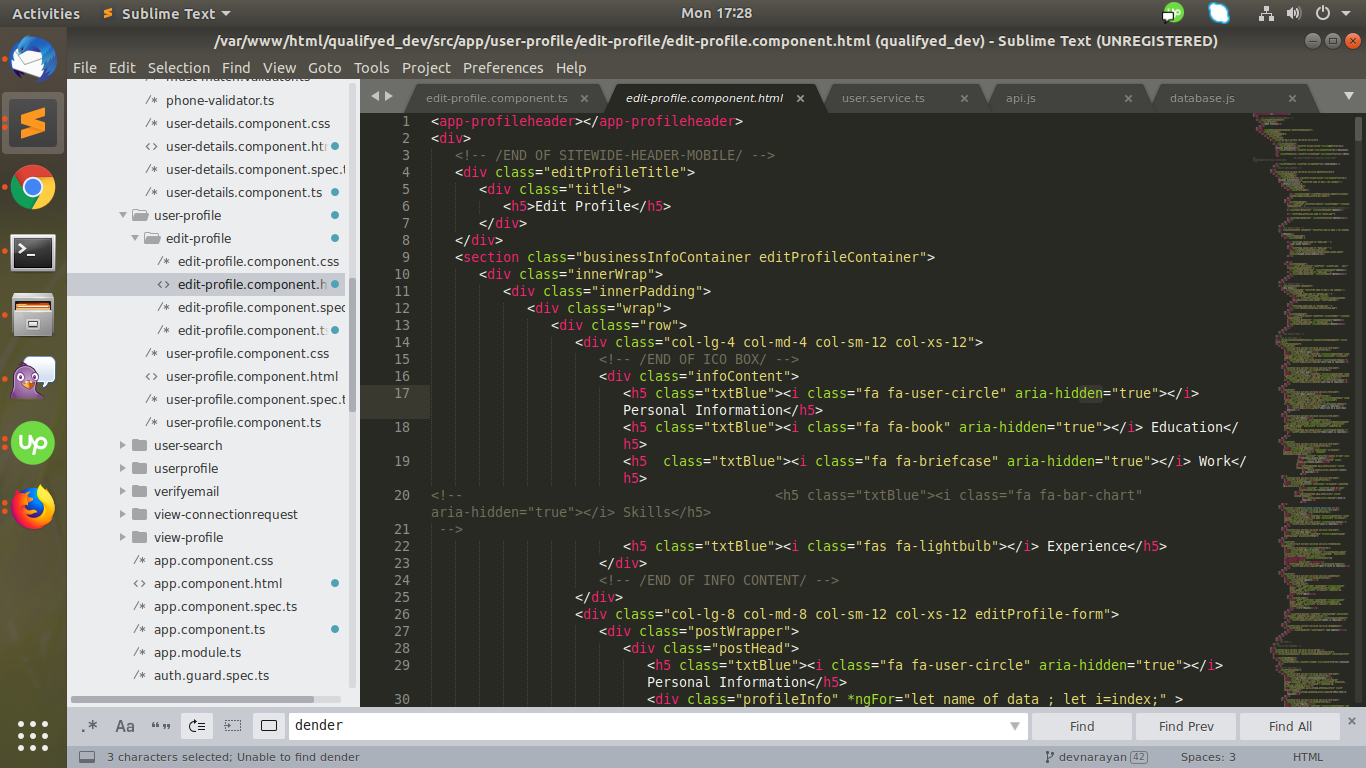 Activities
Sublime Text
Mon 17:28
/var/www/html/qualifyed_dev/src/app/user-profile/edit-profile/edit-profile.component.html (qualifyed_dev) - Sublime Text (UNREGISTERED)
File Edit Selection Find View Goto Tools Project Preferences Help
phone-validator.ts
user-details.component.css
user-details.component.ht
user-details.component.spec.t
user-details.component.ts
user-profile
edit-profile
edit-profile.component.css
edit-profile.component.h
edit-profile.component.spec
edit-profile.component.ts
user-profile.component.css
user-profile.component.html
user-profile.component.spec.t
user-profile.component.ts
user-search
userprofile
verifyemail
view-connectionrequest
view-profile
app.component.css
app.component.html
app.component.spec.ts
app.component.ts
app.module.ts
auth.guard.spec.ts
edit-profile.component.ts × edit-profile.component.html × user.service.ts × api.js × database.js ×
1 <app-profileheader></app-profileheader>
2 <div>
3 <!-- /END OF SITEWIDE-HEADER-MOBILE/ -->
4 <div class="editProfileTitle">
5 <div class="title">
6 <h5>Edit Profile</h5>
7 </div>
8 </div>
9 <section class="businessInfoContainer editProfileContainer">
10 <div class="innerWrap">
11 <div class="innerPadding">
12 <div class="wrap">
13 <div class="row">
14 <div class="col-lg-4 col-md-4 col-sm-12 col-xs-12">
15 <!-- /END OF ICO BOX/ -->
16 <div class="infoContent">
17 <h5 class="txtBlue"><i class="fa fa-user-circle" aria-hidden="true"></i>
Personal Information</h5>
18 <h5 class="txtBlue"><i class="fa fa-book" aria-hidden="true"></i> Education</
h5>
19 <h5  class="txtBlue"><i class="fa fa-briefcase" aria-hidden="true"></i> Work</
h5>
20 <!-- <h5 class="txtBlue"><i class="fa fa-bar-chart"
aria-hidden="true"></i> Skills</h5>
21 -->
22 <h5 class="txtBlue"><i class="fas fa-lightbulb"></i> Experience</h5>
23 </div>
24 <!-- /END OF INFO CONTENT/ -->
25 </div>
26 <div class="col-lg-8 col-md-8 col-sm-12 col-xs-12 editProfile-form">
27 <div class="postWrapper">
28 <div class="postHead">
29 <h5 class="txtBlue"><i class="fa fa-user-circle" aria-hidden="true"></i>
Personal Information</h5>
30 <div class="profileInfo" *ngFor="let name of data ; let i=index;" >
.* Aa “” dender Find Find Prev Find All ×
3 characters selected; Unable to find dender
devnarayan 42 Spaces: 3 HTML